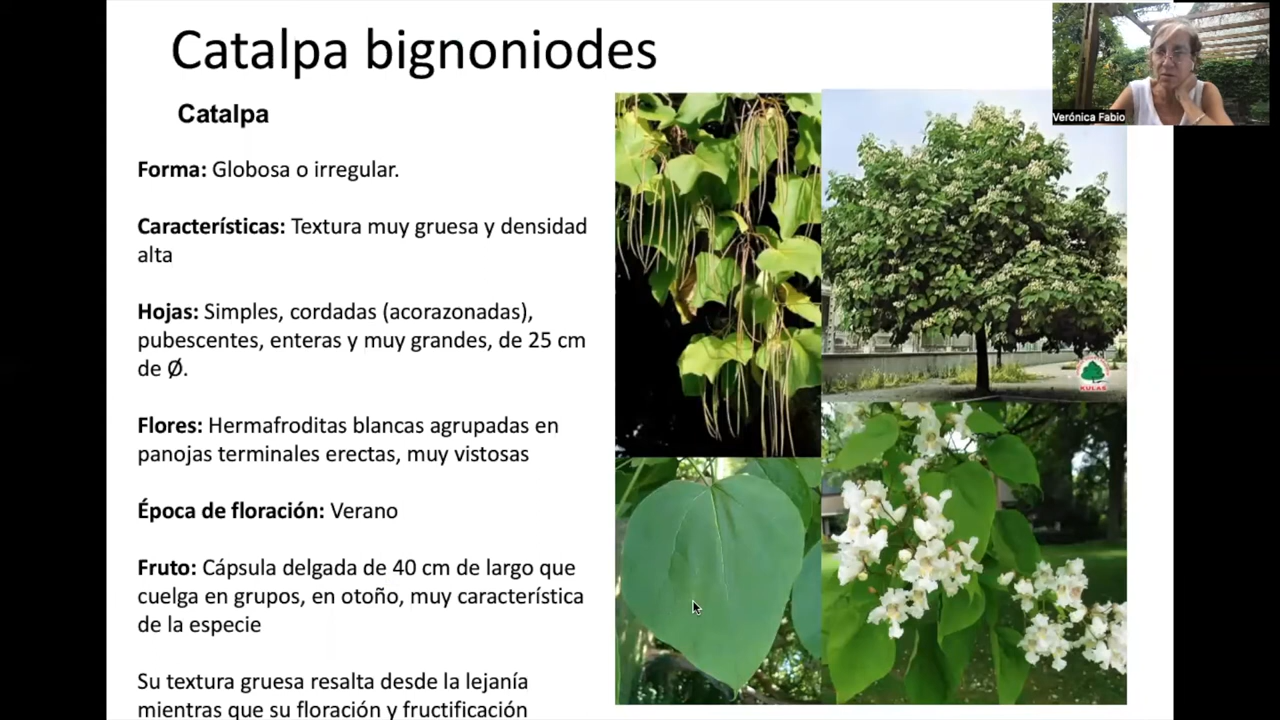 Catalpa bignoniodes
Catalpa
Forma: Globosa o irregular.
Características: Textura muy gruesa y densidad
alta
Hojas: Simples, cordadas (acorazonadas),
pubescentes, enteras y muy grandes, de 25 cm
de Ø.
Flores: Hermafroditas blancas agrupadas en
panojas terminales erectas, muy vistosas
Época de floración: Verano
Fruto: Cápsula delgada de 40 cm de largo que
cuelga en grupos, en otoño, muy característica
de la especie
Su textura gruesa resalta desde la lejanía
mientras que su floración y fructificación
Verónica Fabio
KULAS